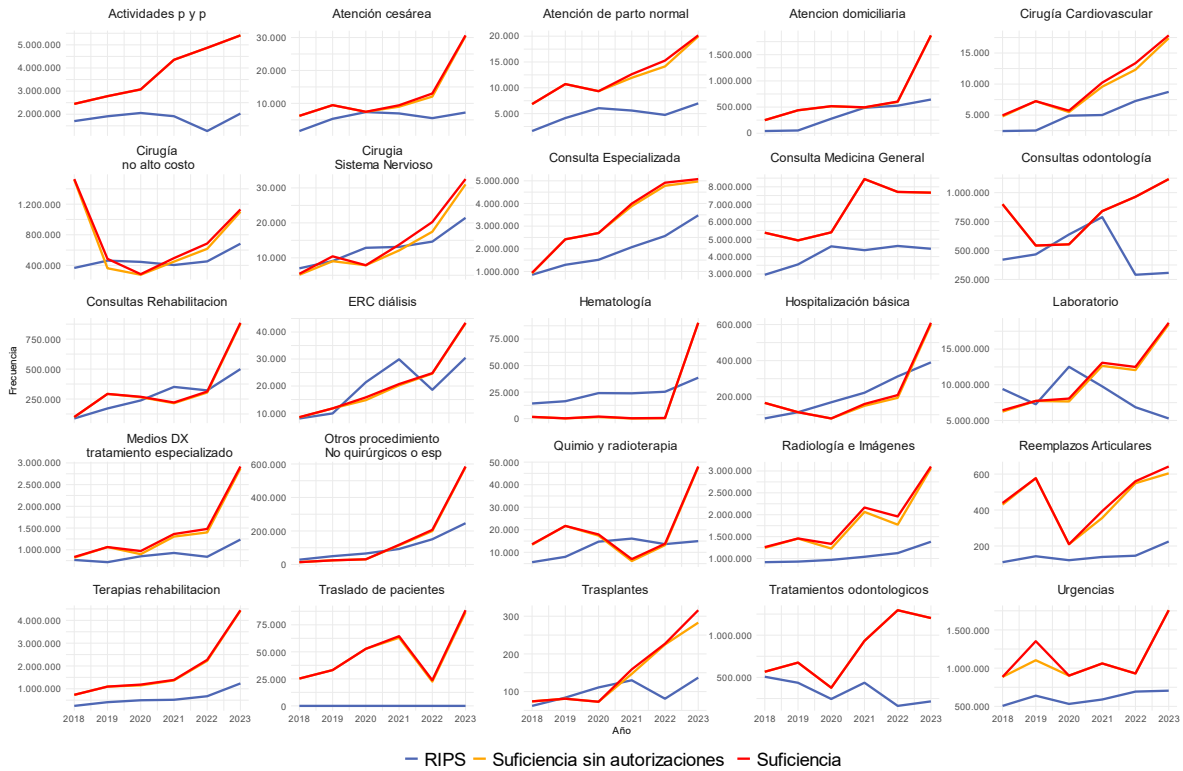 Actividades p y p
Atención cesárea
Atención de parto normal
Atencion domiciliaria
Cirugía Cardiovascular
5.000.000
4.000.000
3.000.000
2.000.000
30.000
20.000
10.000
20.000
15.000
10.000
5.000
1.500.000
1.000.000
500.000
0
15.000
10.000
5.000
Cirugía
no alto costo
Cirugia
Sistema Nervioso
Consulta Especializada
Consulta Medicina General
Consultas odontología
1.200.000
800.000
400.000
30.000
20.000
10.000
5.000.000
4.000.000
3.000.000
2.000.000
1.000.000
8.000.000
7.000.000
6.000.000
5.000.000
4.000.000
3.000.000
1.000.000
750.000
500.000
250.000
Consultas Rehabilitacion
ERC diálisis
Hematología
Hospitalización básica
Laboratorio
750.000
500.000
250.000
40.000
30.000
20.000
10.000
75.000
50.000
25.000
0
600.000
400.000
200.000
15.000.000
10.000.000
5.000.000
Frecuencia
Medios DX
tratamiento especializado
Otros procedimiento
No quirúrgicos o esp
Quimio y radioterapia
Radiología e Imágenes
Reemplazos Articulares
3.000.000
2.500.000
2.000.000
1.500.000
1.000.000
600.000
400.000
200.000
0
50.000
40.000
30.000
20.000
10.000
3.000.000
2.500.000
2.000.000
1.500.000
1.000.000
600
400
200
Terapias rehabilitacion
Traslado de pacientes
Trasplantes
Tratamientos odontologicos
Urgencias
4.000.000
3.000.000
2.000.000
1.000.000
75.000
50.000
25.000
0
300
200
100
1.000.000
500.000
1.500.000
1.000.000
500.000
2018 2019 2020 2021 2022 2023
2018 2019 2020 2021 2022 2023
2018 2019 2020 2021 2022 2023
2018 2019 2020 2021 2022 2023
2018 2019 2020 2021 2022 2023
Año
RIPS Suficiencia sin autorizaciones Suficiencia